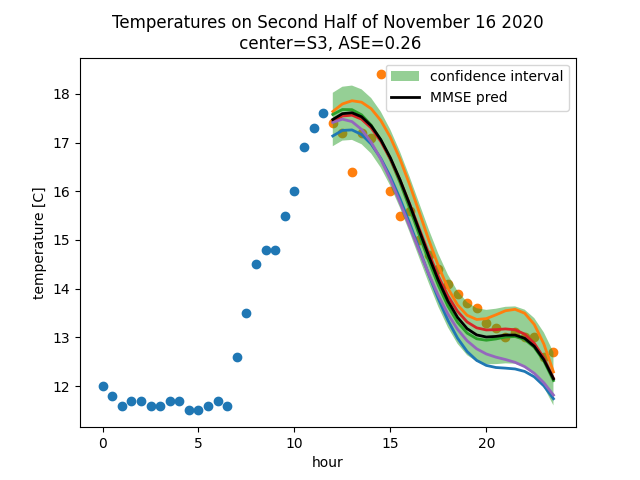 Temperatures on Second Half of November 16 2020
center=S3, ASE=0.26
confidence interval
MMSE pred
18
17
16
15
14
13
12
temperature [C]
0 5 10 15 20
hour